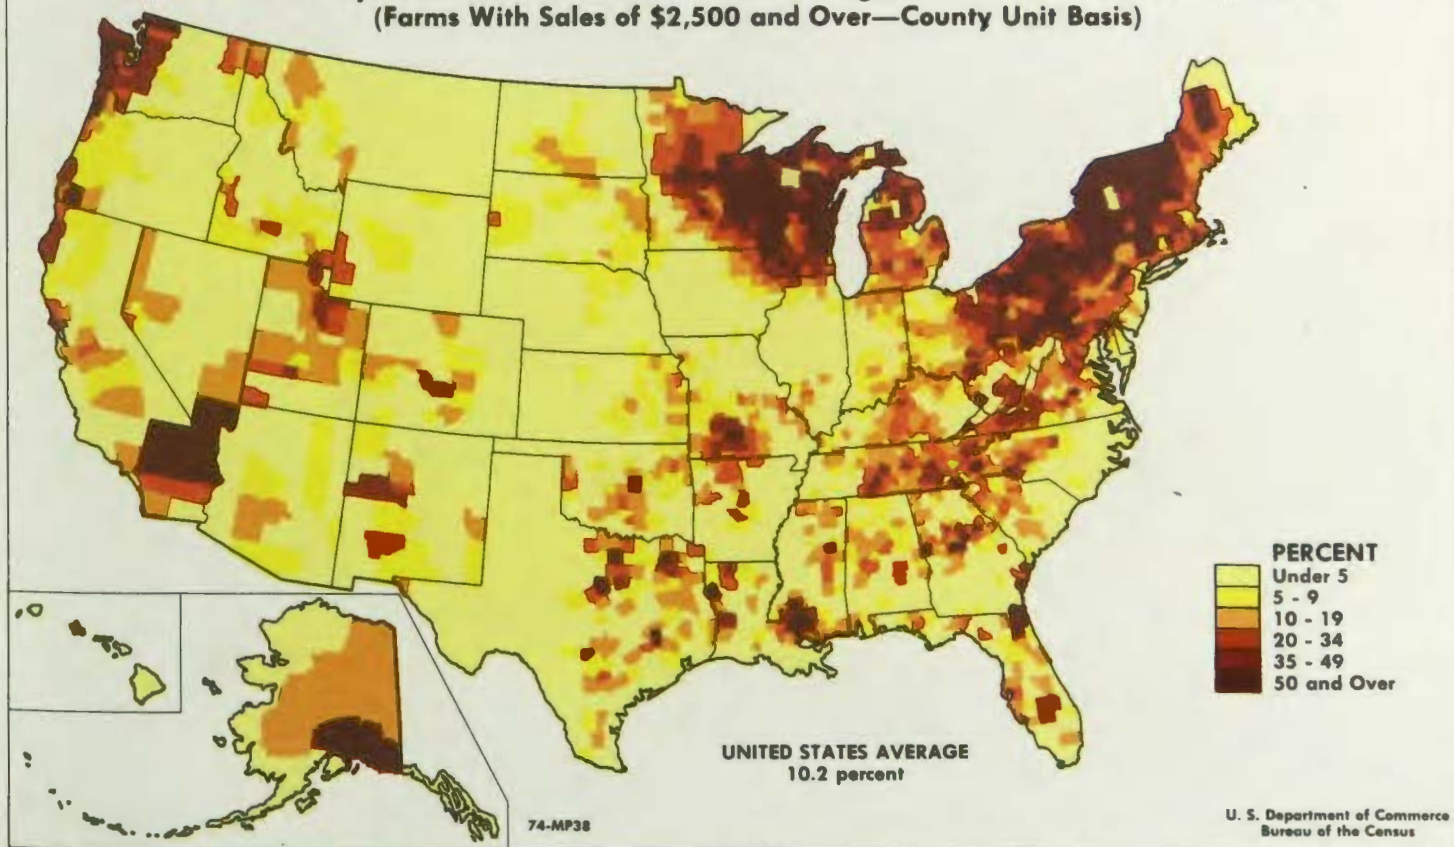 (Farms With Sales of $2,500 and Over—County Unit Basis)
PERCENT
Under 5
5 - 9
10 - 19
20 - 34
35 - 49
50 and Over
UNITED STATES AVERAGE
10.2 percent
74-MP38
U. S. Department of Commerce
Bureau of the Census